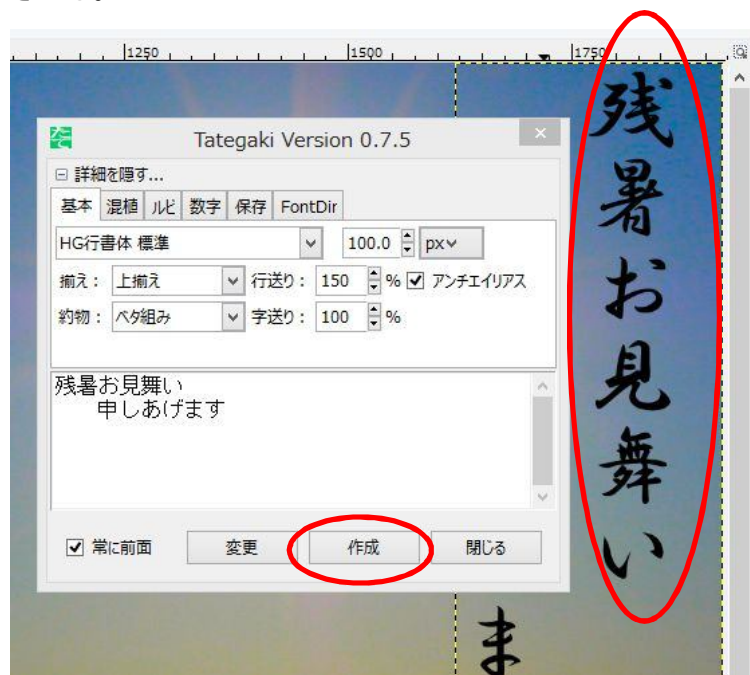 1250 1500 1750
Tategaki Version 0.7.5
詳細を隠す...
基本 混植 ルビ 数字 保存 FontDir
HG行書体 標準 100.0 px
揃え： 上揃え 行送り： 150 % アンチエイリアス
約物： ベタ組み 字送り： 100 %
残暑お見舞い
申しあげます
常に前面 変更 作成 閉じる
残暑お見舞い
ま